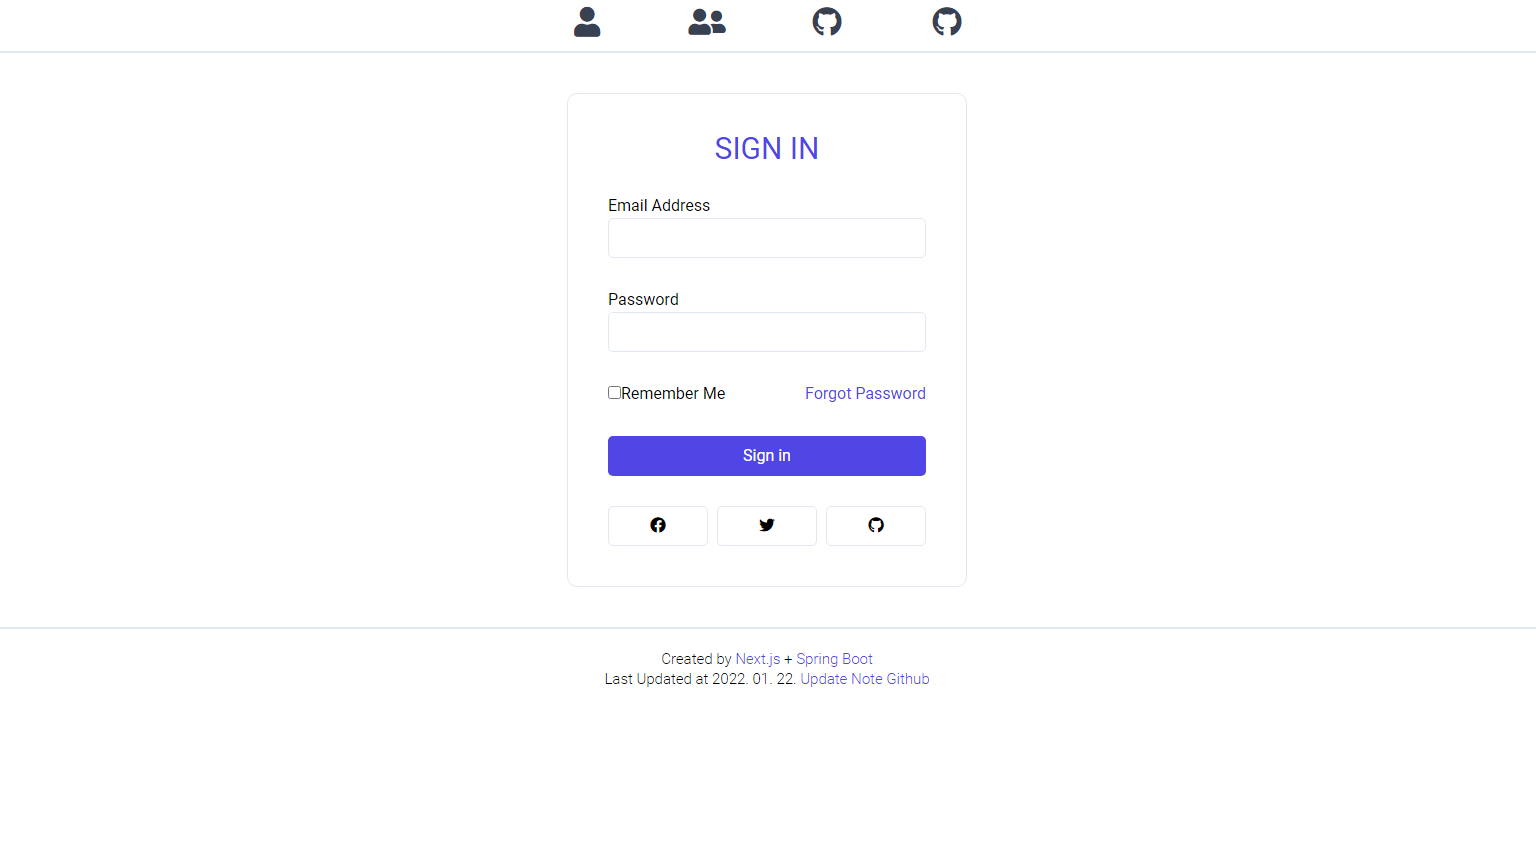 SIGN IN
Email Address
Password
Remember Me Forgot Password
Sign in
Created by Next.js + Spring Boot
Last Updated at 2022. 01. 22. Update Note Github